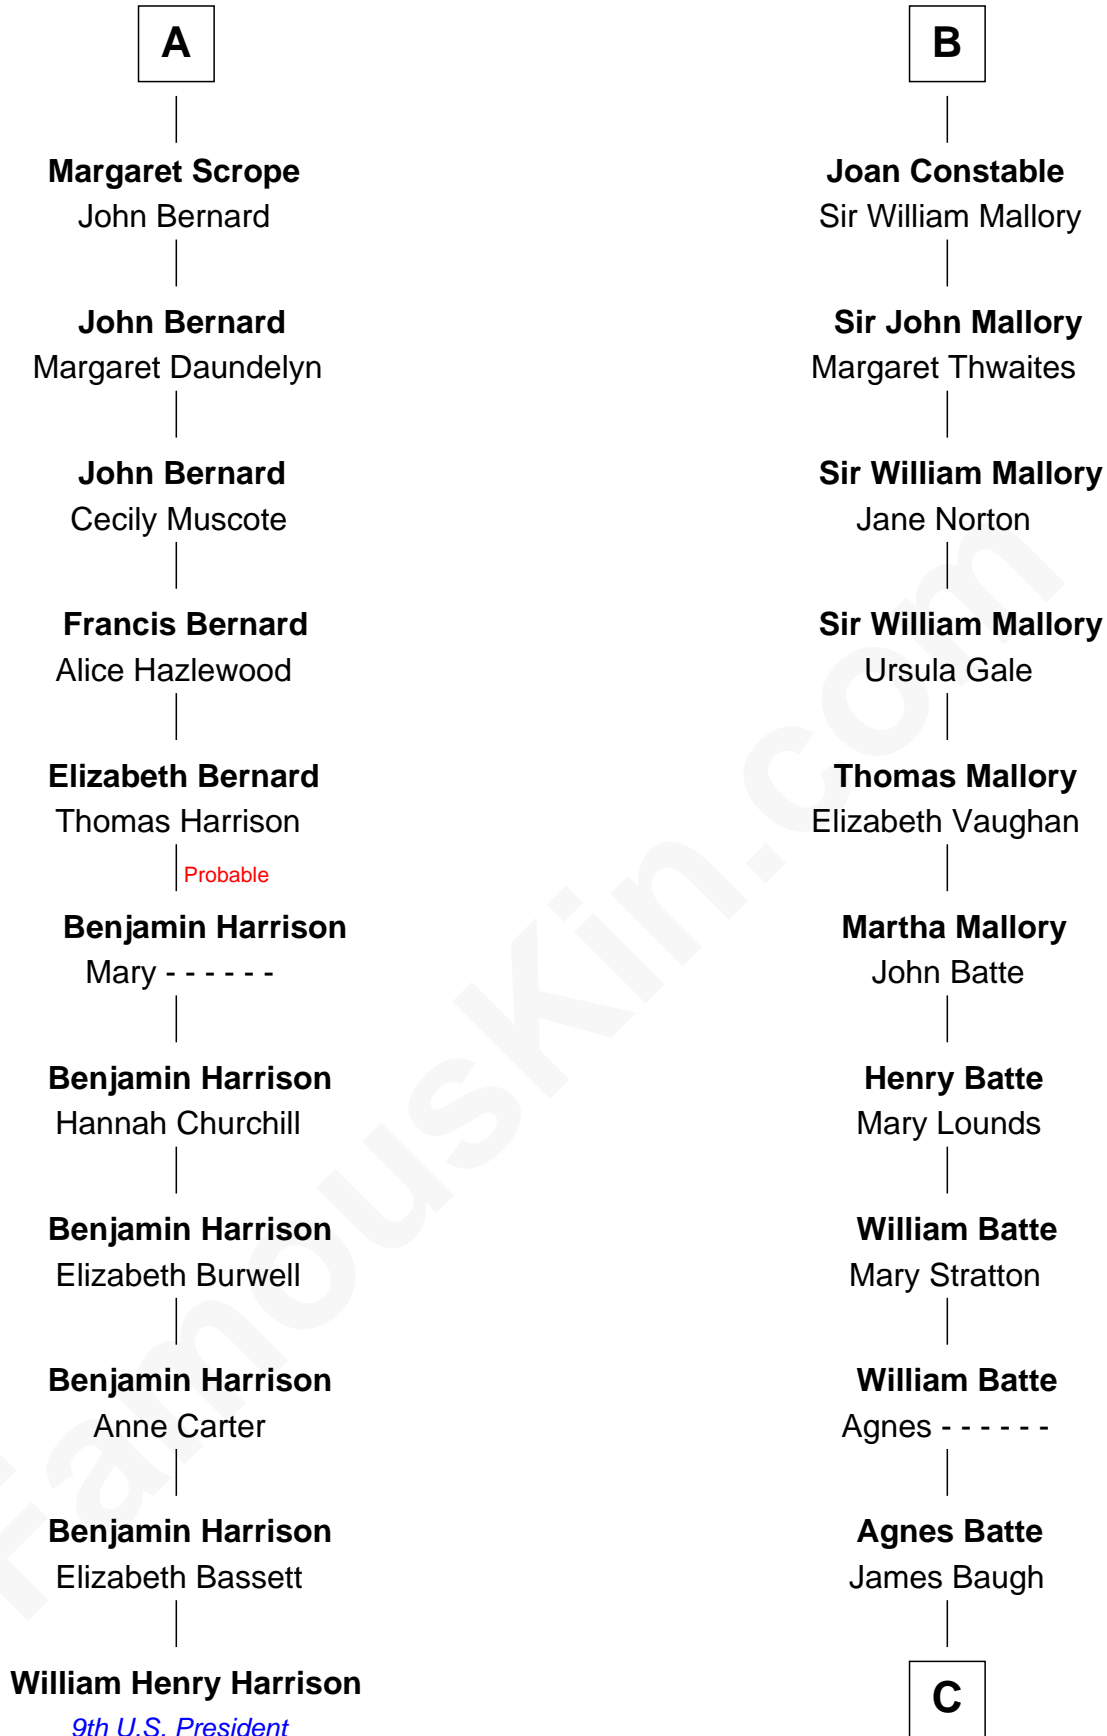 A
Margaret Scrope
John Bernard
John Bernard
Margaret Daundelyn
John Bernard
Cecily Muscote
Francis Bernard
Alice Hazlewood
Elizabeth Bernard
Thomas Harrison
Probable
Benjamin Harrison
Mary - - - - - -
Benjamin Harrison
Hannah Churchill
Benjamin Harrison
Elizabeth Burwell
Benjamin Harrison
Anne Carter
Benjamin Harrison
Elizabeth Bassett
William Henry Harrison
9th U.S. President
B
Joan Constable
Sir William Mallory
Sir John Mallory
Margaret Thwaites
Sir William Mallory
Jane Norton
Sir William Mallory
Ursula Gale
Thomas Mallory
Elizabeth Vaughan
Martha Mallory
John Batte
Henry Batte
Mary Lounds
William Batte
Mary Stratton
William Batte
Agnes - - - - - -
Agnes Batte
James Baugh
C
FamousKin.com